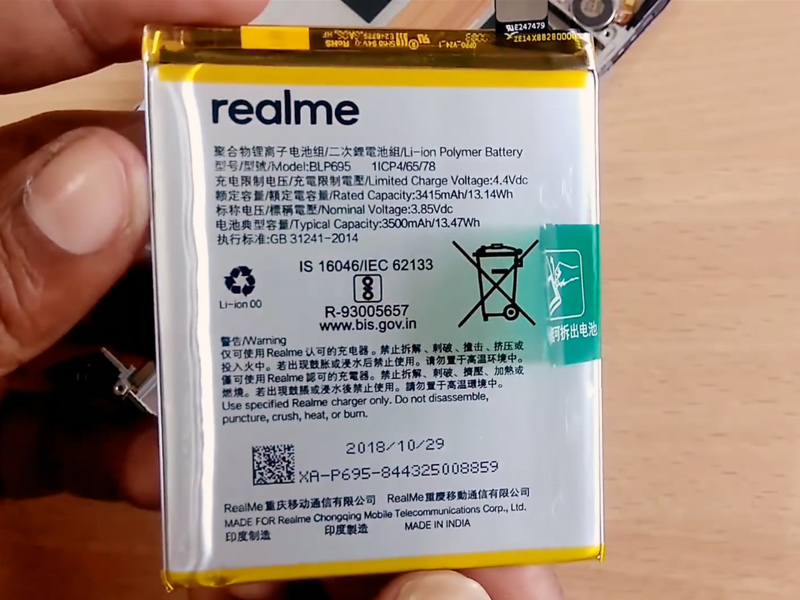 E247479
realme
聚合物锂离子电池组/二次鋰電池組/Li-ion Polymer Battery
型号/型號/Model:BLP695 1ICP4/65/78
充电限制电压/充電限制電壓/Limited Charge Voltage:4.4Vdc
额定容量/額定電容量/Rated Capacity:3415mAh/13.14Wh
标称电压/標稱電壓/Nominal Voltage:3.85Vdc
电池典型容量/Typical Capacity:3500mAh/13.47Wh
执行标准:GB 31241-2014
IS 16046/IEC 62133
Li-ion 00
R-93005657
www.bis.gov.in
拆出电池
警告/Warning
仅可使用Realme认可的充电器。禁止拆解、刺破、撞击、挤压或
投入火中。若出现鼓胀或浸水后禁止使用。请勿置于高温环境中。
僅可使用Realme認可的充電器。禁止拆解、刺破、擠壓、加熱或
燃燒。若出現鼓脹或浸水後禁止使用。請勿置于高溫環境中。
Use specified Realme charger only. Do not disassemble,
puncture, crush, heat, or burn.
2018/10/29
XA-P695-844325008859
RealMe重庆移动通信有限公司 RealMe重慶移動通信有限公司
MADE FOR Realme Chongqing Mobile Telecommunications Corp., Ltd.
印度制造 印度製造 MADE IN INDIA